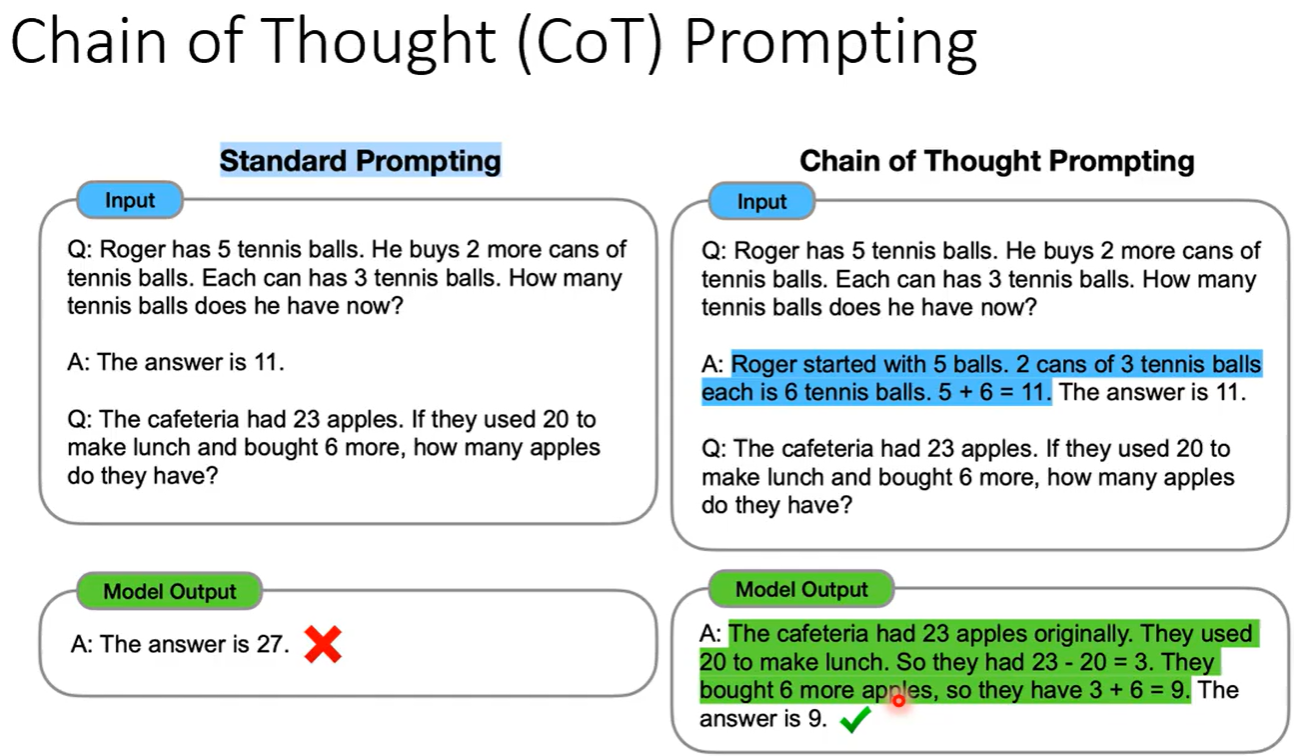 Chain of Thought (CoT) Prompting
Standard Prompting
Input
Q: Roger has 5 tennis balls. He buys 2 more cans of
tennis balls. Each can has 3 tennis balls. How many
tennis balls does he have now?
A: The answer is 11.
Q: The cafeteria had 23 apples. If they used 20 to
make lunch and bought 6 more, how many apples
do they have?
Model Output
A: The answer is 27.
Chain of Thought Prompting
Input
Q: Roger has 5 tennis balls. He buys 2 more cans of
tennis balls. Each can has 3 tennis balls. How many
tennis balls does he have now?
A: Roger started with 5 balls. 2 cans of 3 tennis balls
each is 6 tennis balls. 5 + 6 = 11. The answer is 11.
Q: The cafeteria had 23 apples. If they used 20 to
make lunch and bought 6 more, how many apples
do they have?
Model Output
A: The cafeteria had 23 apples originally. They used
20 to make lunch. So they had 23 - 20 = 3. They
bought 6 more apples, so they have 3 + 6 = 9. The
answer is 9.